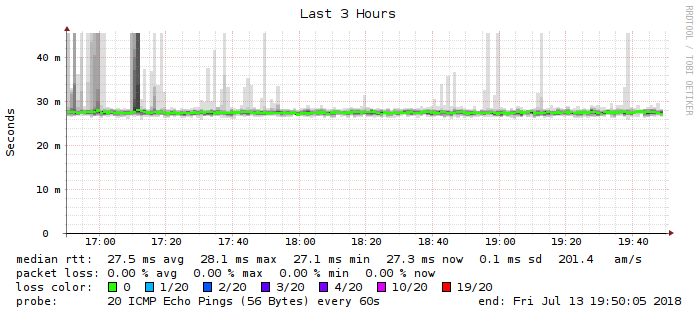 Last 3 Hours
RRDTOOL / TOBI OETIKER
Seconds
40 m
30 m
20 m
10 m
0
17:00 17:20 17:40 18:00 18:20 18:40 19:00 19:20 19:40
median rtt: 27.5 ms avg 28.1 ms max 27.1 ms min 27.3 ms now 0.1 ms sd 201.4 am/s
packet loss: 0.00 % avg 0.00 % max 0.00 % min 0.00 % now
loss color: 0 1/20 2/20 3/20 4/20 10/20 19/20
probe: 20 ICMP Echo Pings (56 Bytes) every 60s end: Fri Jul 13 19:50:05 2018